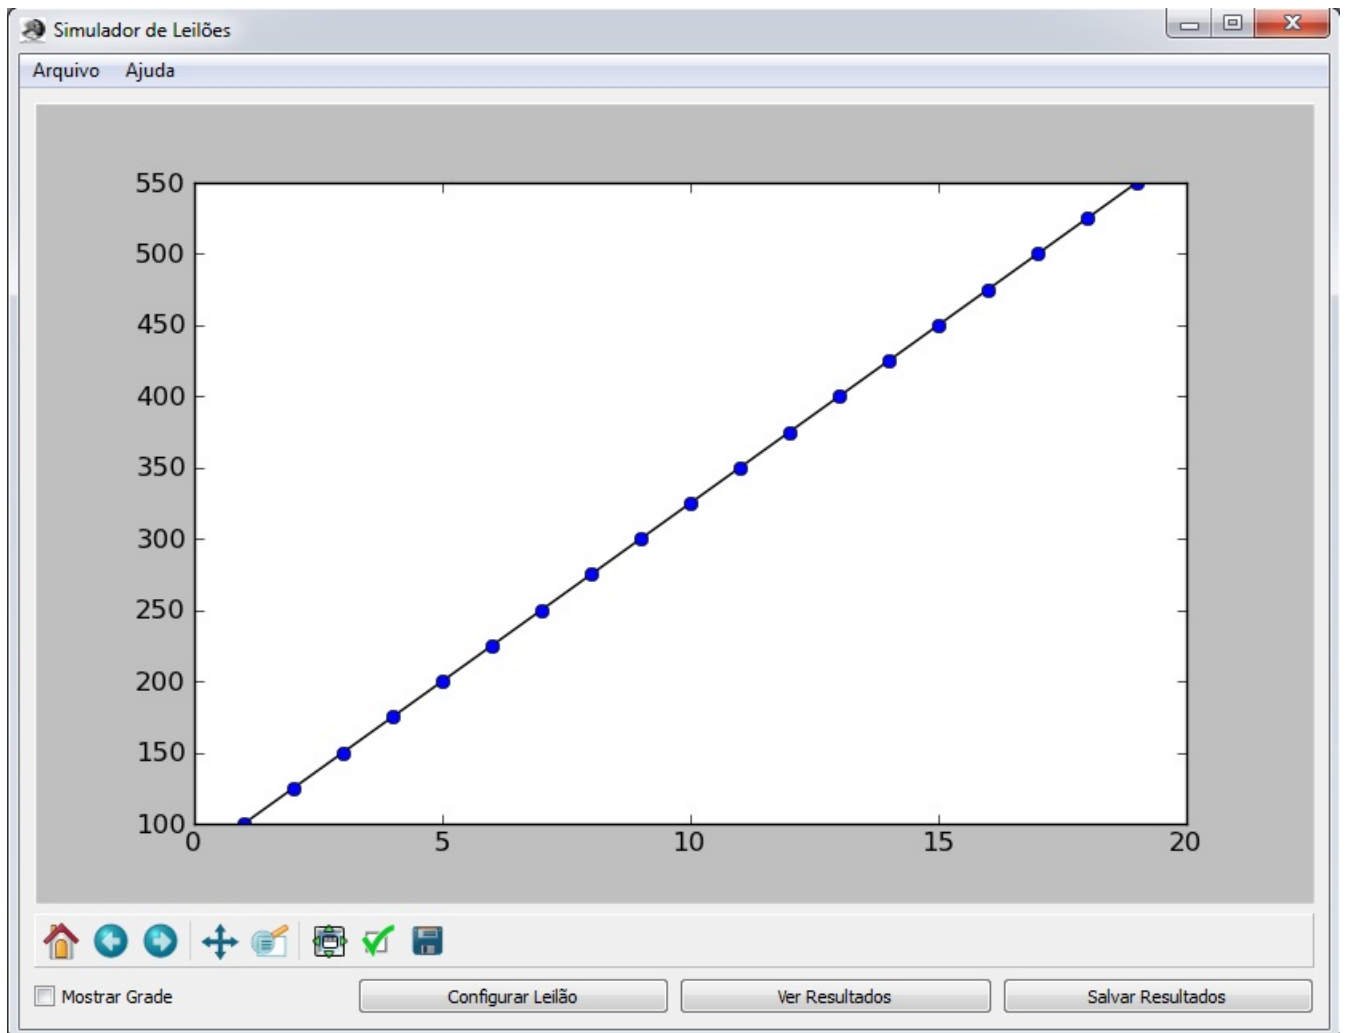 Simulador de Leilões
Arquivo Ajuda
550
500
450
400
350
300
250
200
150
100
0 5 10 15 20
Mostrar Grade Configurar Leilão Ver Resultados Salvar Resultados